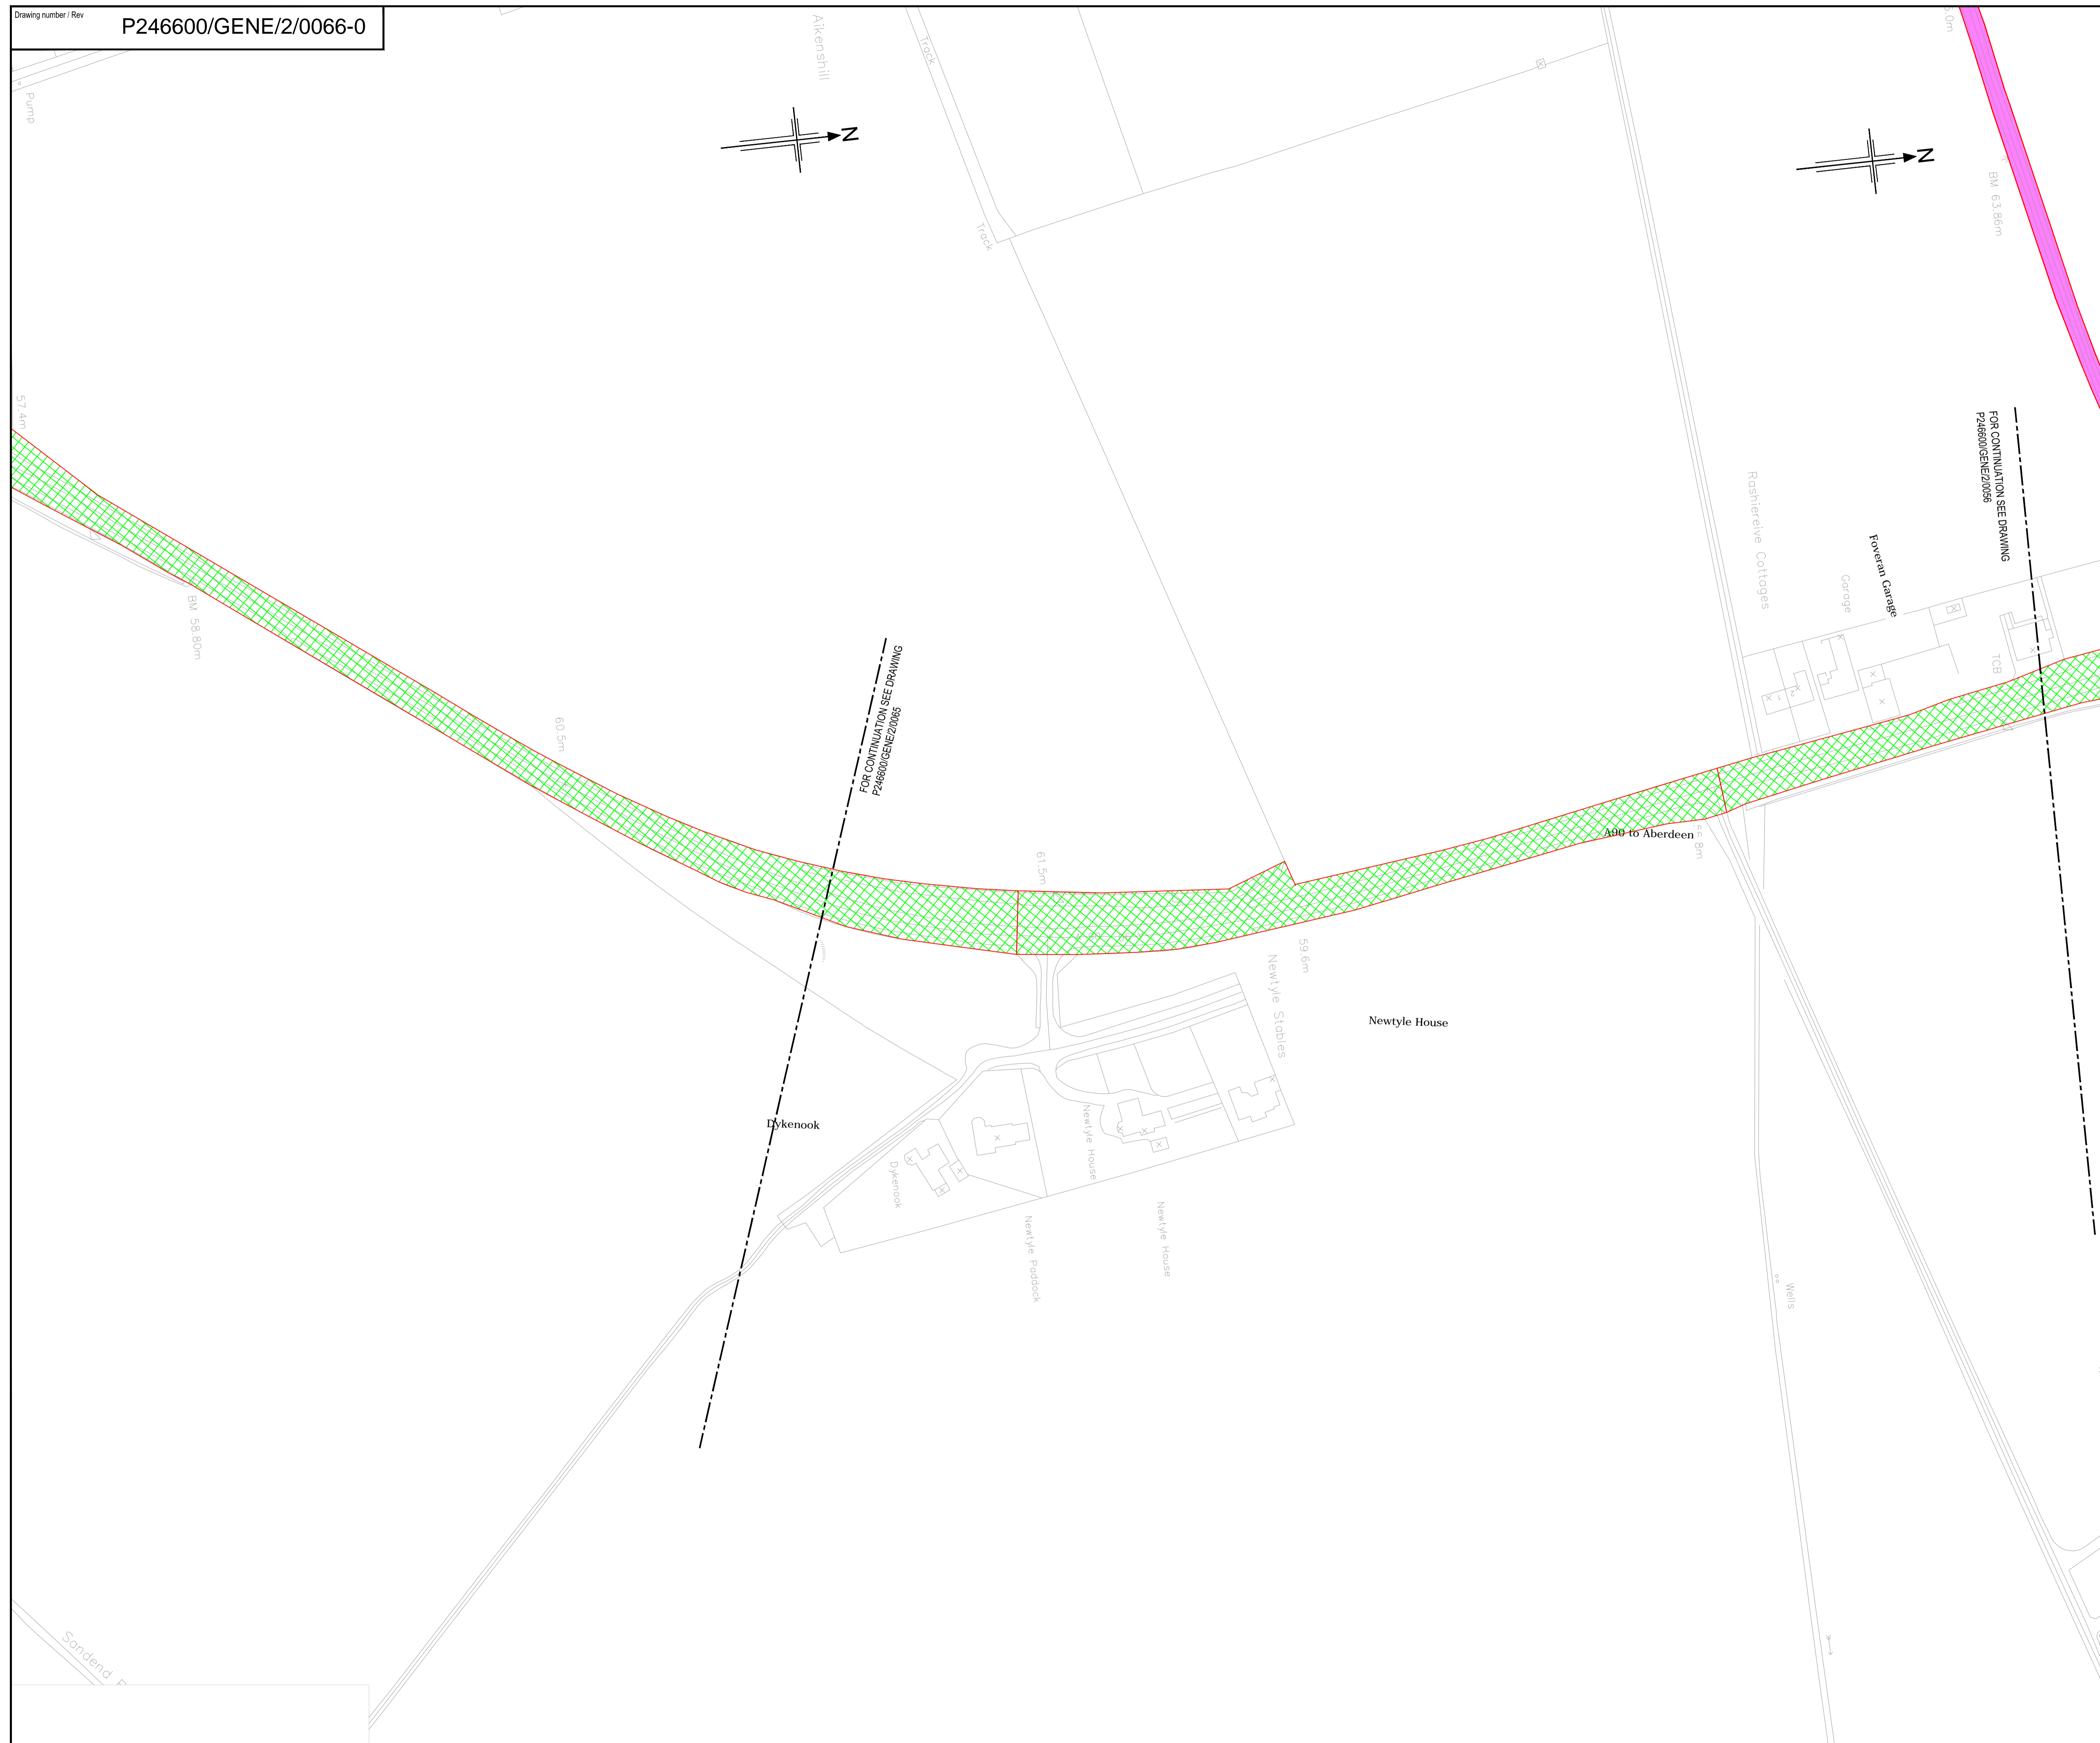 Drawing number / Rev
P246600/GENE/2/0066-0
Aikenshill
Track
Track
Pump
N
N
BM 63.86m
57.4m
FOR CONTINUATION SEE DRAWING
P246600/GENE/2/0056
Rashiereive Cottages
Foveran Garage
Garage
TCB
1
2
BM 58.80m
FOR CONTINUATION SEE DRAWING
P246600/GENE/2/0065
60.5m
61.5m
A90 to Aberdeen
59.6m
Newtyle Stables
Newtyle House
Dykenook
Newtyle House
Dykenook
Newtyle House
Newtyle Paddock
Wells
Sandend